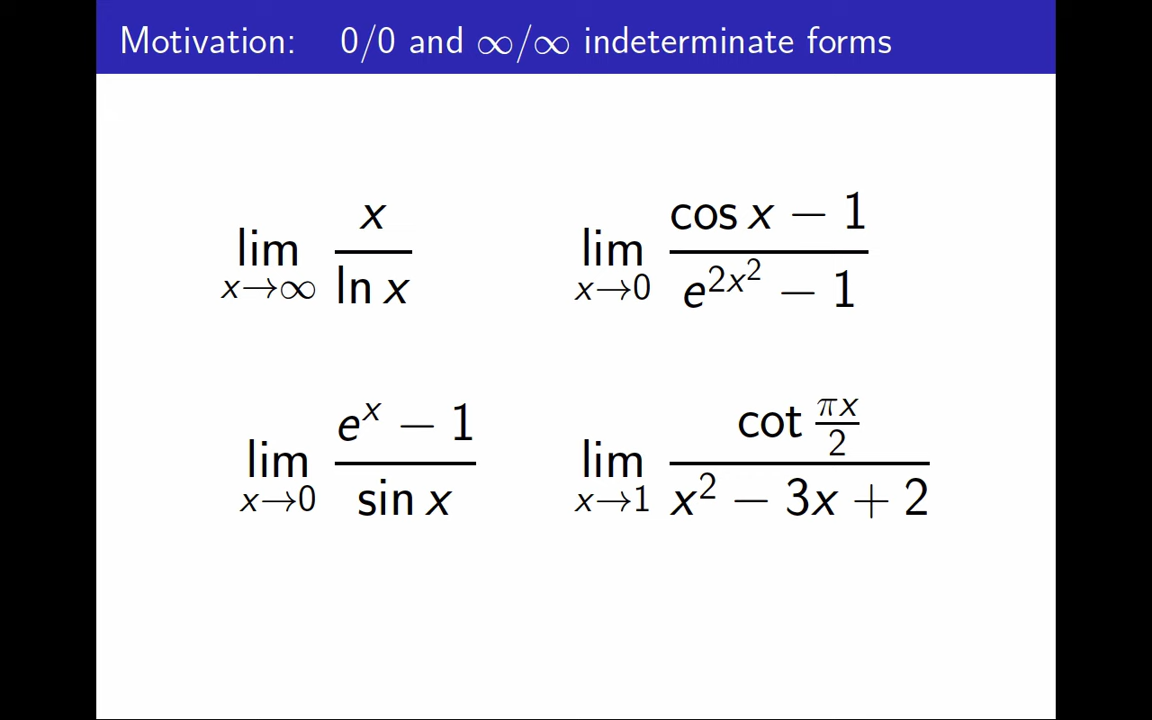 Motivation: 0/0 and ∞/∞ indeterminate forms
lim_{x→∞} x / ln x
lim_{x→0} (cos x − 1) / (e^{2x^2} − 1)
lim_{x→0} (e^x − 1) / sin x
lim_{x→1} cot(πx/2) / (x^2 − 3x + 2)